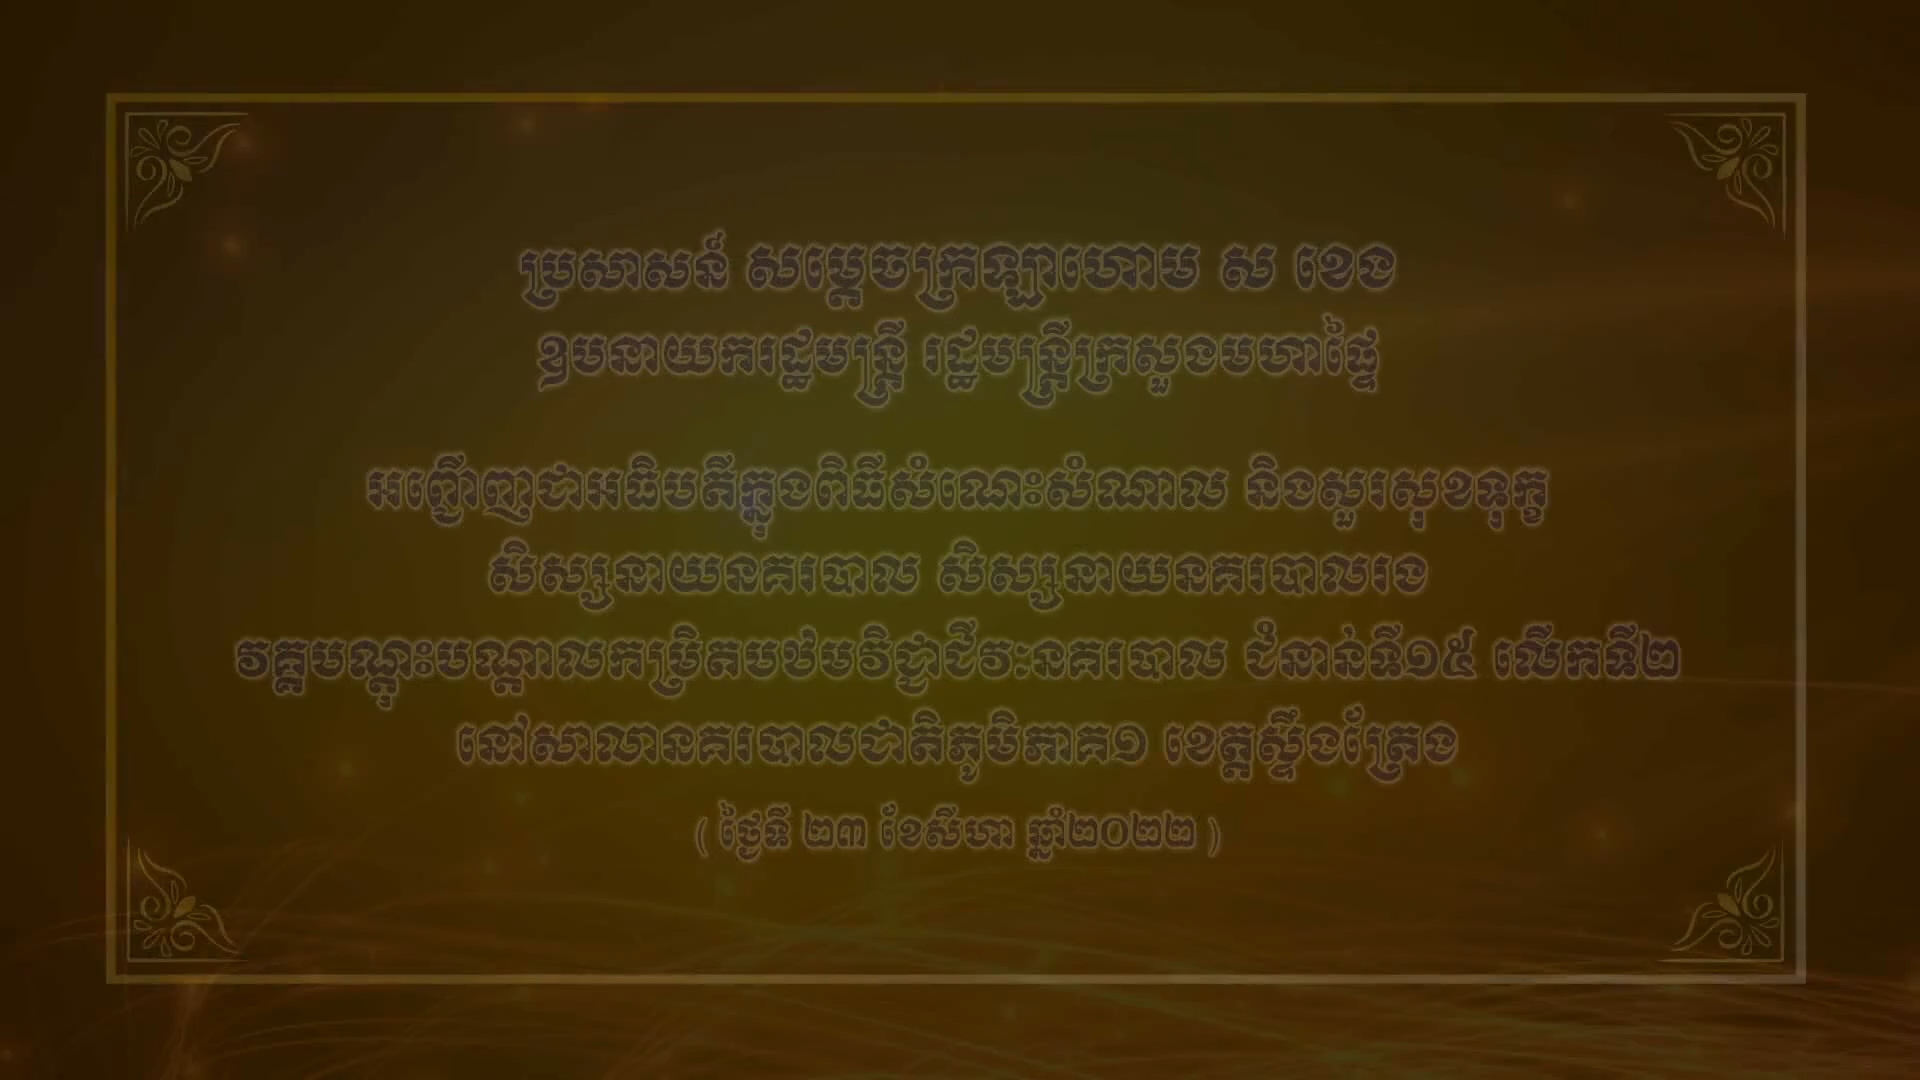 ប្រសាសន៍ សម្តេចក្រឡាហោម ស ខេង
ឧបនាយករដ្ឋមន្ត្រី រដ្ឋមន្ត្រីក្រសួងមហាផ្ទៃ
អញ្ជើញជាអធិបតីក្នុងពិធីសំណេះសំណាល និងសួរសុខទុក្ខ
សិស្សនាយនគរបាល សិស្សនាយនគរបាលរង
វគ្គបណ្តុះបណ្តាលកម្រិតបឋមវិជ្ជាជីវៈនគរបាល ជំនាន់ទី១៥ លើកទី២
នៅសាលានគរបាលជាតិភូមិភាគ១ ខេត្តស្ទឹងត្រែង
( ថ្ងៃទី ២៣ ខែសីហា ឆ្នាំ២០២២ )